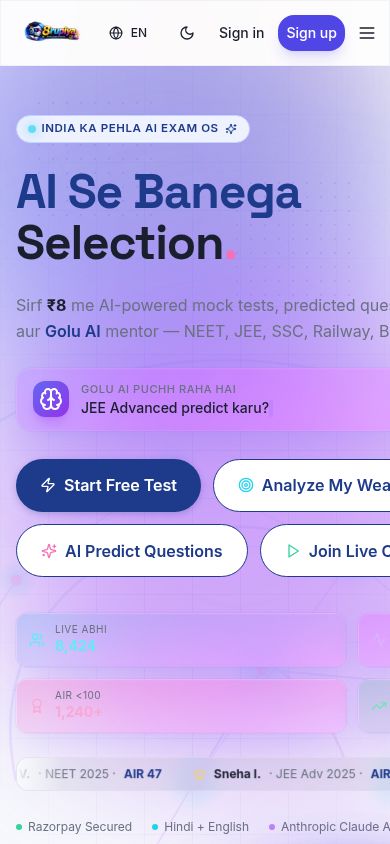 8rupiya
EN
Sign in
Sign up
INDIA KA PEHLA AI EXAM OS
AI Se Banega
Selection.
Sirf ₹8 me AI-powered mock tests, predicted que
aur Golu AI mentor — NEET, JEE, SSC, Railway, B
GOLU AI PUCHH RAHA HAI
JEE Advanced predict karu?
Start Free Test
Analyze My Wea
AI Predict Questions
Join Live C
LIVE ABHI
8,424
AIR <100
1,240+
V. · NEET 2025 · AIR 47 Sneha I. · JEE Adv 2025 · AIR
Razorpay Secured Hindi + English Anthropic Claude A